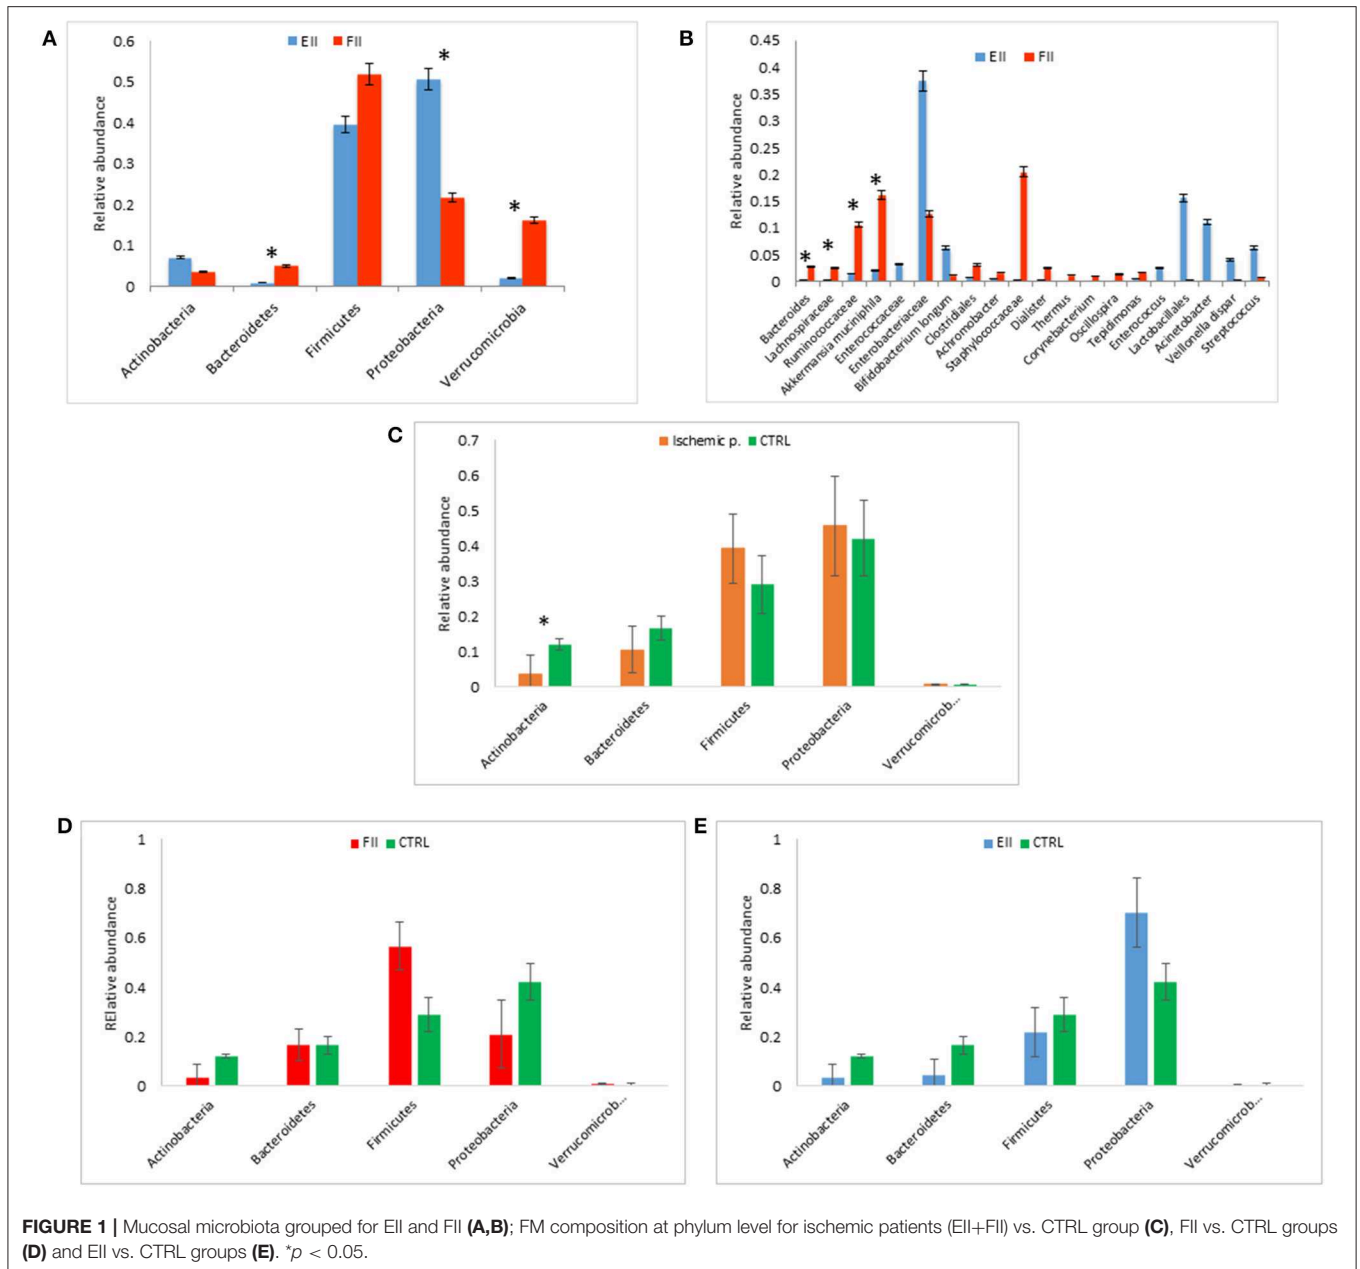 A
EII FII
Relative abundance
0.6
0.5
0.4
0.3
0.2
0.1
0
*
*
*
Actinobacteria
Bacteroidetes
Firmicutes
Proteobacteria
Verrucomicrobia
B
EII FII
Relative abundance
0.45
0.4
0.35
0.3
0.25
0.2
0.15
0.1
0.05
0
*
*
*
*
Bacteroides
Lachnospiraceae
Ruminococcaceae
Akkermansia muciniphila
Enterococcaceae
Enterobacteriaceae
Bifidobacterium longum
Clostridiales
Achromobacter
Staphylococcaceae
Dialister
Thermus
Corynebacterium
Oscillospira
Tepidimonas
Enterococcus
Lactobacillales
Acinetobacter
Veillonella dispar
Streptococcus
C
Ischemic p. CTRL
Relative abundance
0.7
0.6
0.5
0.4
0.3
0.2
0.1
0
*
Actinobacteria
Bacteroidetes
Firmicutes
Proteobacteria
Verrucomicrob...
D
FII CTRL
RElative abundance
1
0.8
0.6
0.4
0.2
0
Actinobacteria
Bacteroidetes
Firmicutes
Proteobacteria
Verrucomicrob...
E
EII CTRL
Relative abundance
1
0.8
0.6
0.4
0.2
0
Actinobacteria
Bacteroidetes
Firmicutes
Proteobacteria
Verrucomicrob...
FIGURE 1 | Mucosal microbiota grouped for EII and FII (A,B); FM composition at phylum level for ischemic patients (EII+FII) vs. CTRL group (C), FII vs. CTRL groups
(D) and EII vs. CTRL groups (E). *p < 0.05.